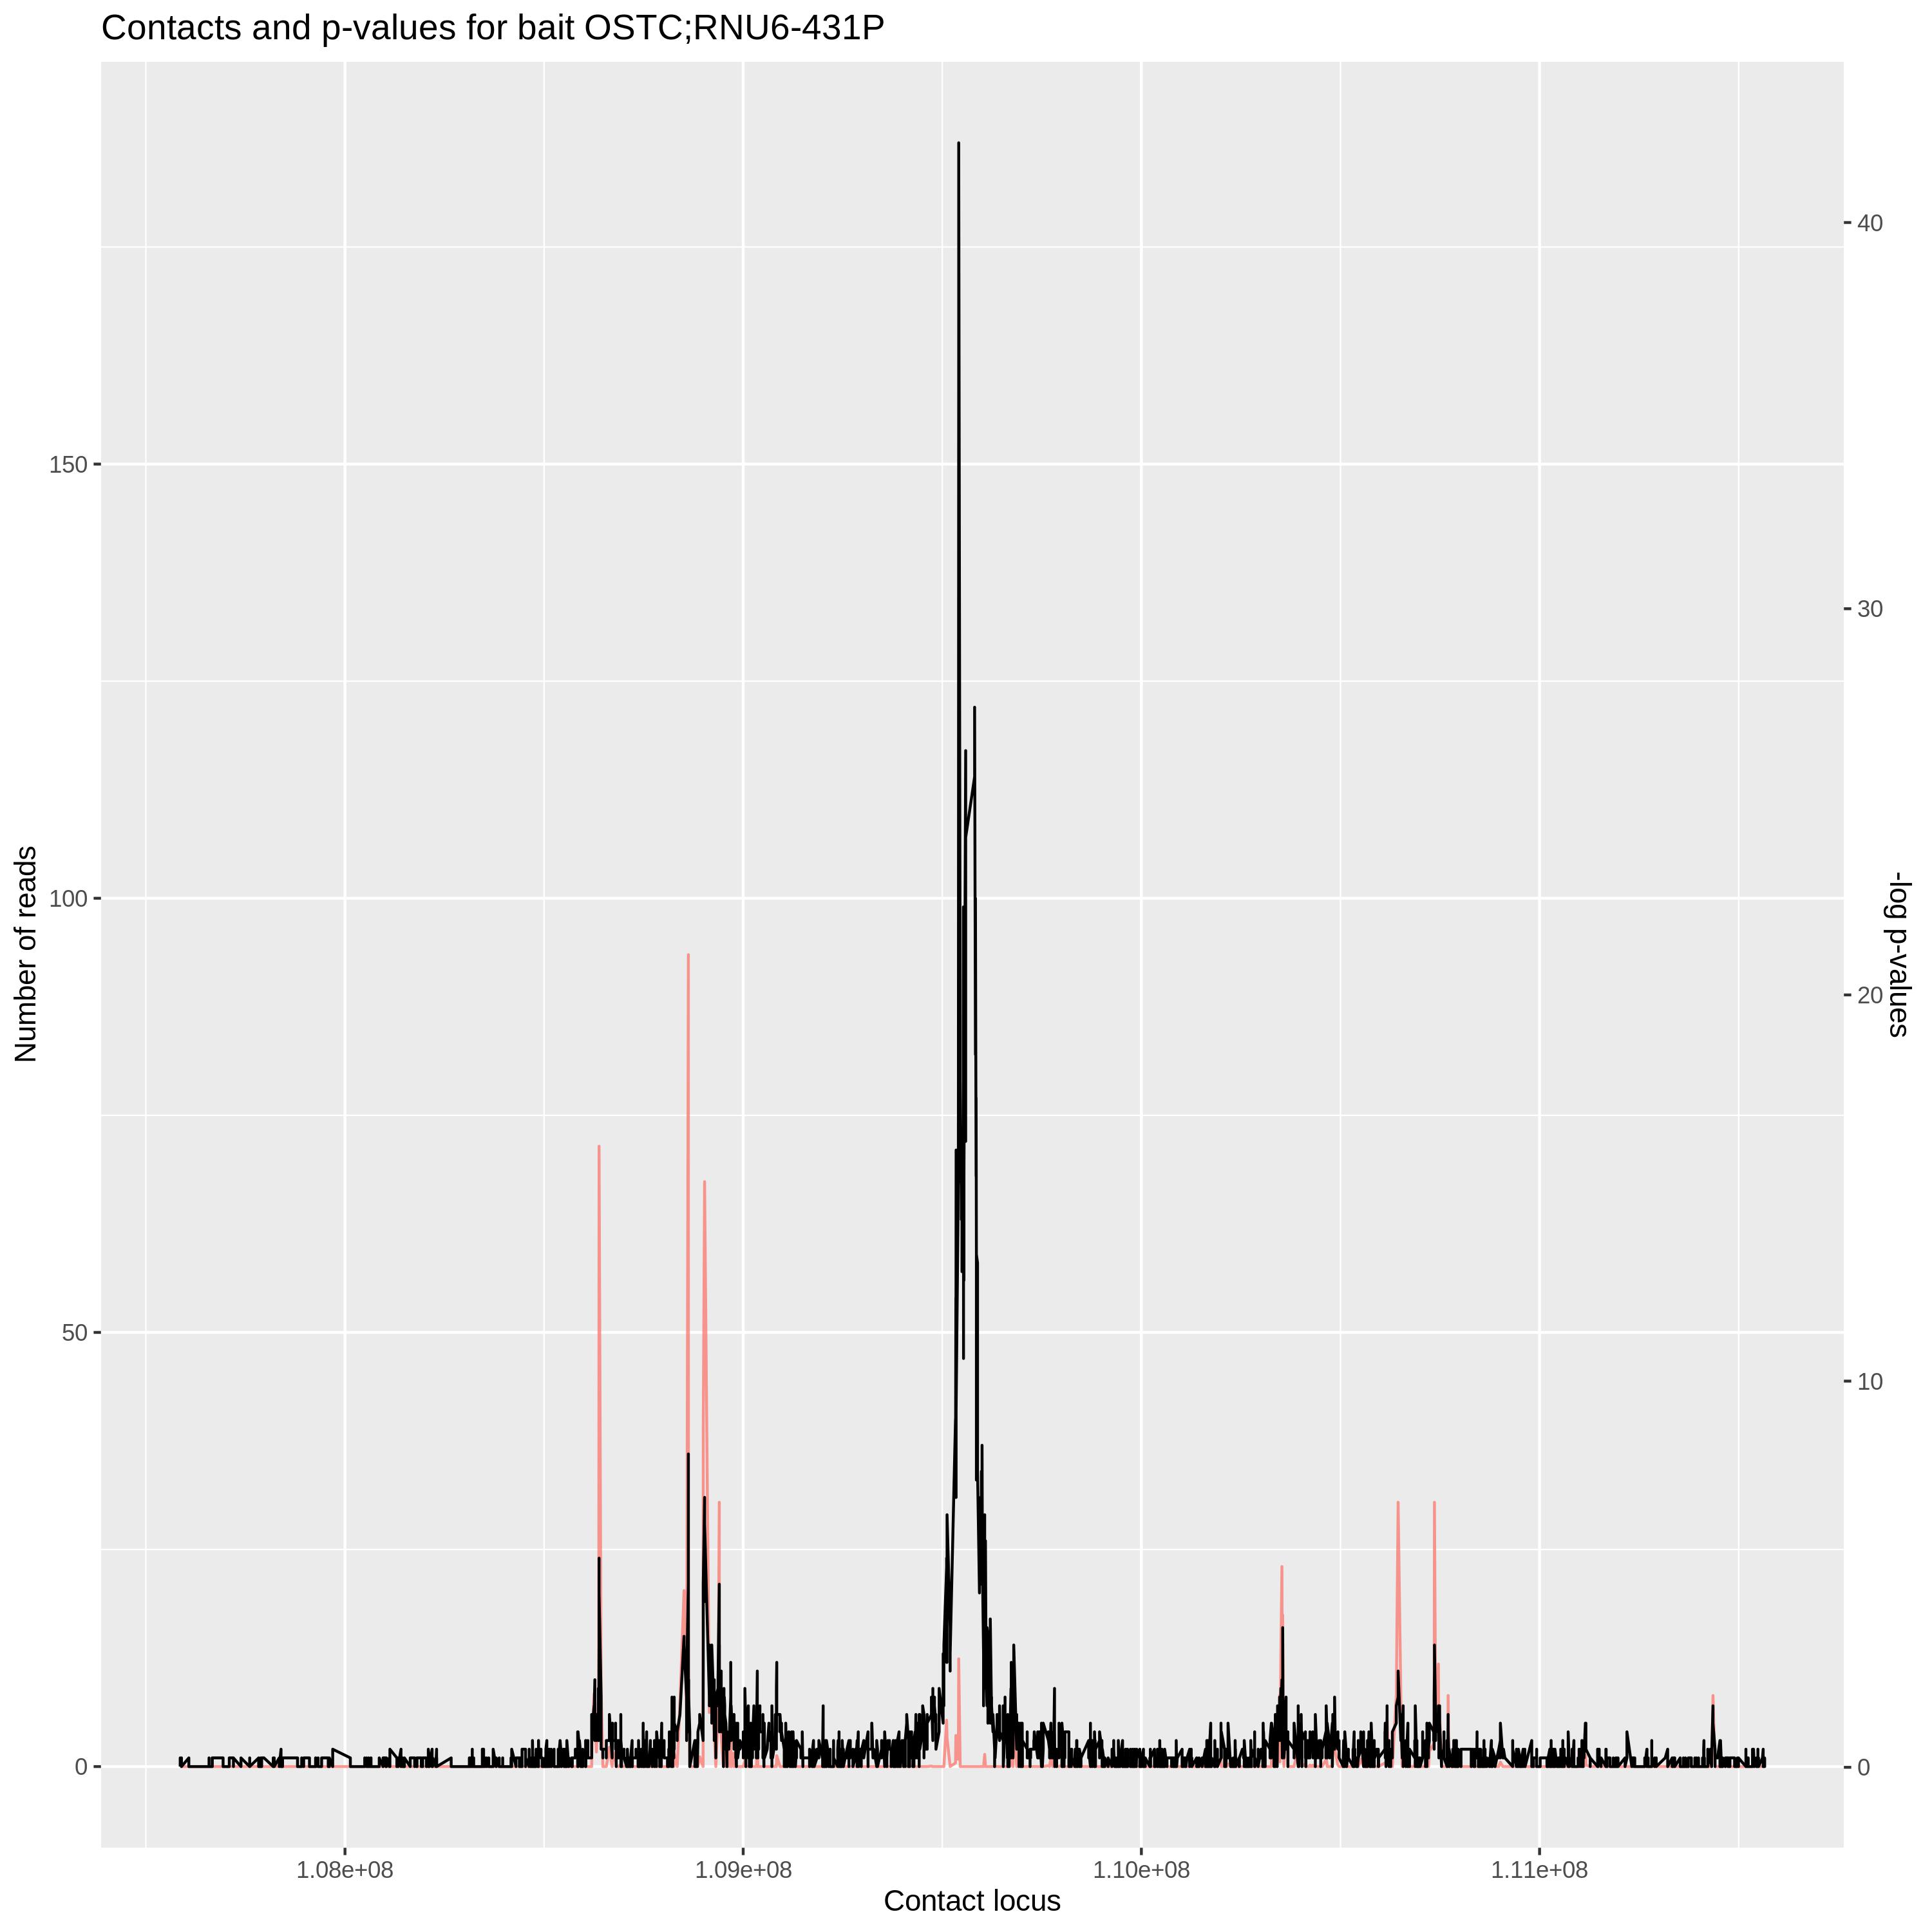 Contacts and p-values for bait OSTC;RNU6-431P
Number of reads
150
100
50
0
40
30
20
10
0
-log p-values
1.08e+08
1.09e+08
1.10e+08
1.11e+08
Contact locus